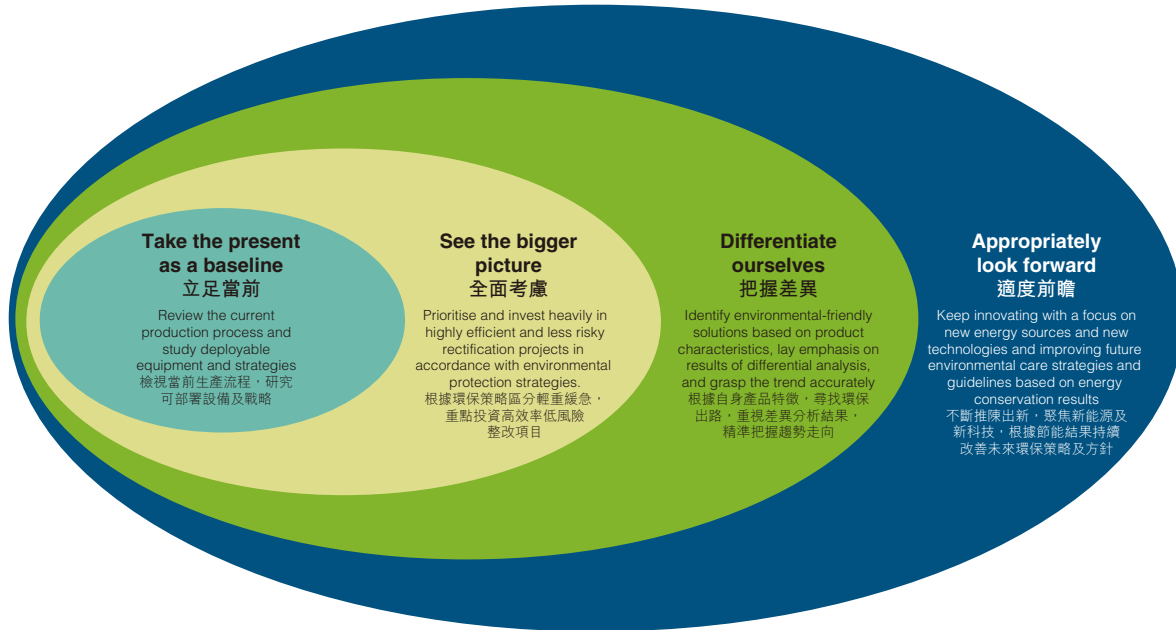 Take the present
as a baseline
立足當前
Review the current
production process and
study deployable
equipment and strategies
檢視當前生產流程，研究
可部署設備及戰略
See the bigger
picture
全面考慮
Prioritise and invest heavily in
highly efficient and less risky
rectification projects in
accordance with environmental
protection strategies.
根據環保策略區分輕重緩急，
重點投資高效率低風險
整改項目
Differentiate
ourselves
把握差異
Identify environmental-friendly
solutions based on product
characteristics, lay emphasis on
results of differential analysis,
and grasp the trend accurately
根據自身產品特徵，尋找環保
出路，重視差異分析結果，
精準把握趨勢走向
Appropriately
look forward
適度前瞻
Keep innovating with a focus on
new energy sources and new
technologies and improving future
environmental care strategies and
guidelines based on energy
conservation results
不斷推陳出新，聚焦新能源及
新科技，根據節能結果持續
改善未來環保策略及方針